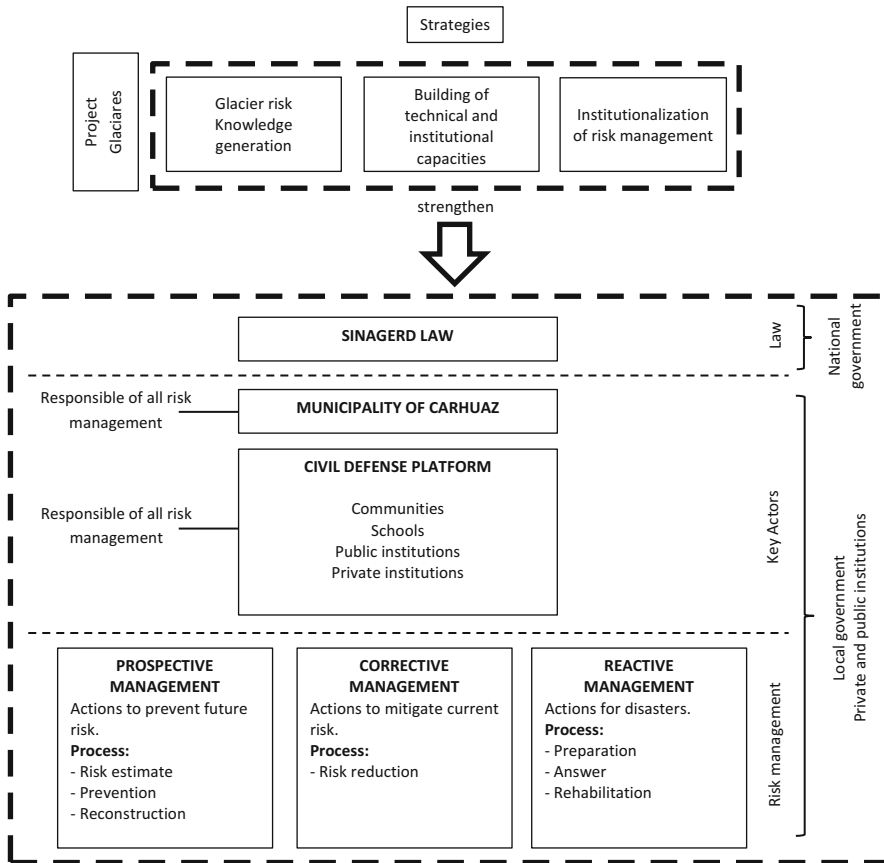 Strategies
Project
Glaciares
Glacier risk
Knowledge
generation
Building of
technical and
institutional
capacities
Institutionalization
of risk management
strengthen
SINAGERD LAW
Law
National
government
Responsible of all risk
management
MUNICIPALITY OF CARHUAZ
Responsible of all risk
management
CIVIL DEFENSE PLATFORM
Communities
Schools
Public institutions
Private institutions
Key Actors
Local government
Private and public institutions
PROSPECTIVE
MANAGEMENT
Actions to prevent future
risk.
Process:
- Risk estimate
- Prevention
- Reconstruction
CORRECTIVE
MANAGEMENT
Actions to mitigate current
risk.
Process:
- Risk reduction
REACTIVE
MANAGEMENT
Actions for disasters.
Process:
- Preparation
- Answer
- Rehabilitation
Risk management